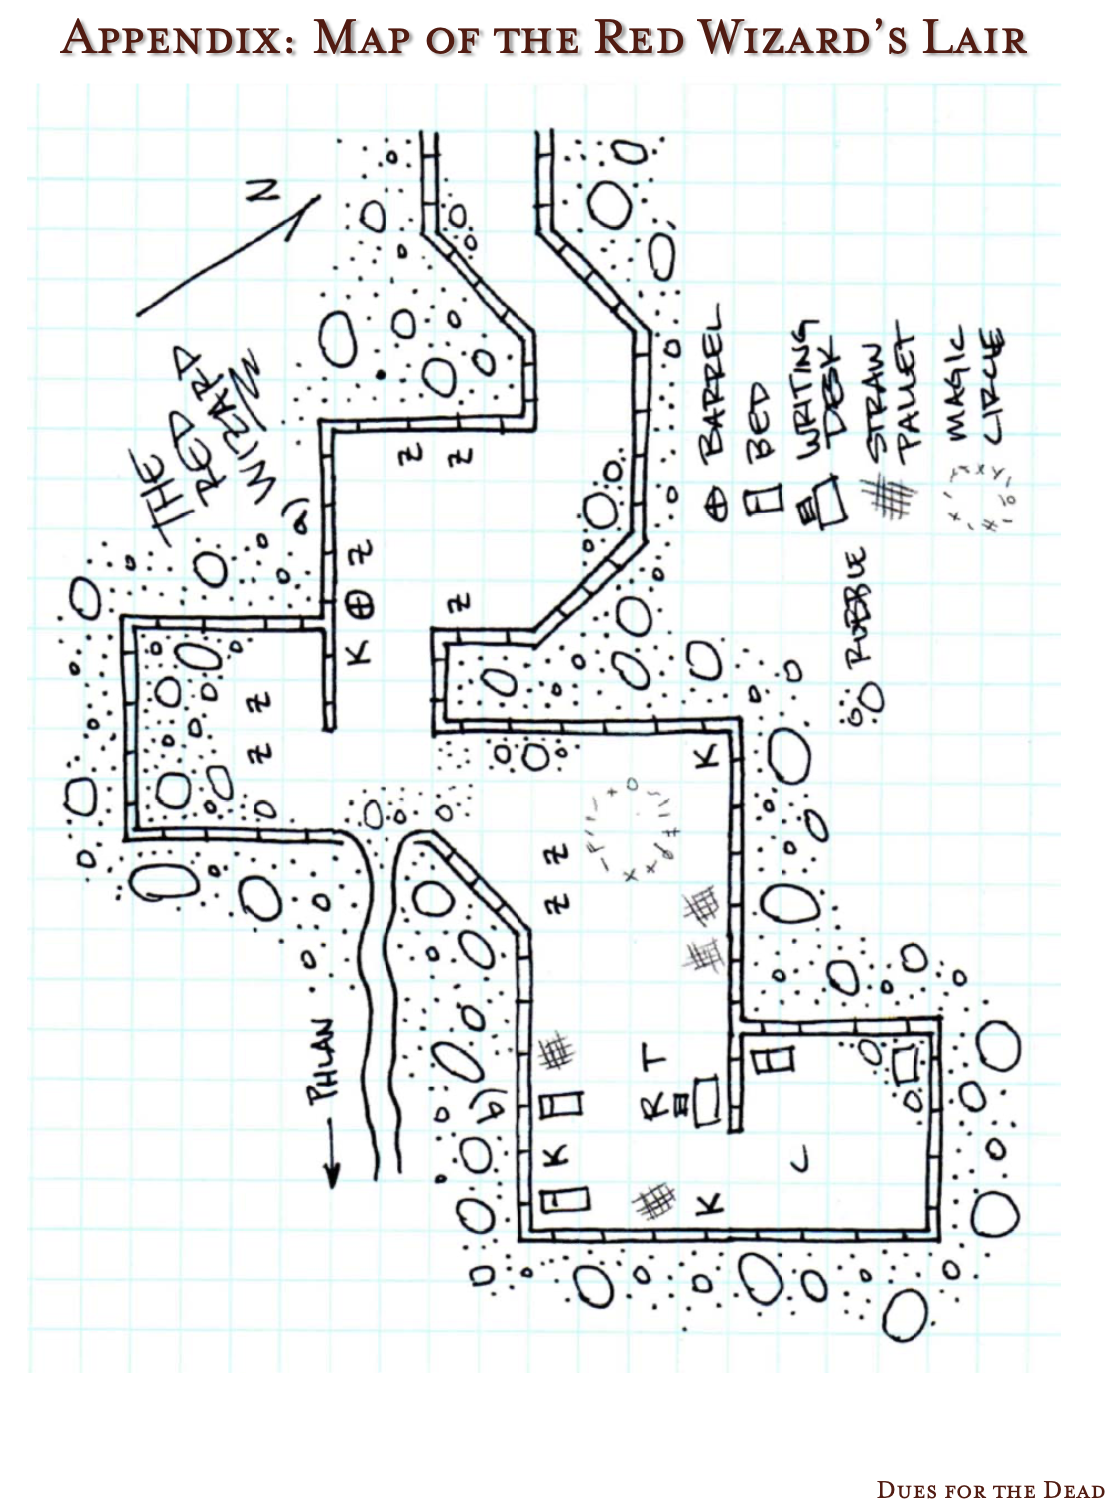 Appendix: Map of the Red Wizard's Lair
N
THE
RED
WIZARD
a)
Z
Z
Z
Z
K
Z
Z
K
Z
Z
b)
K
R T
K
C
← PHLAN
BARREL
BED
WRITING
DESK
STRAW
PALLET
MAGIC
CIRCLE
RUBBLE
Dues for the Dead